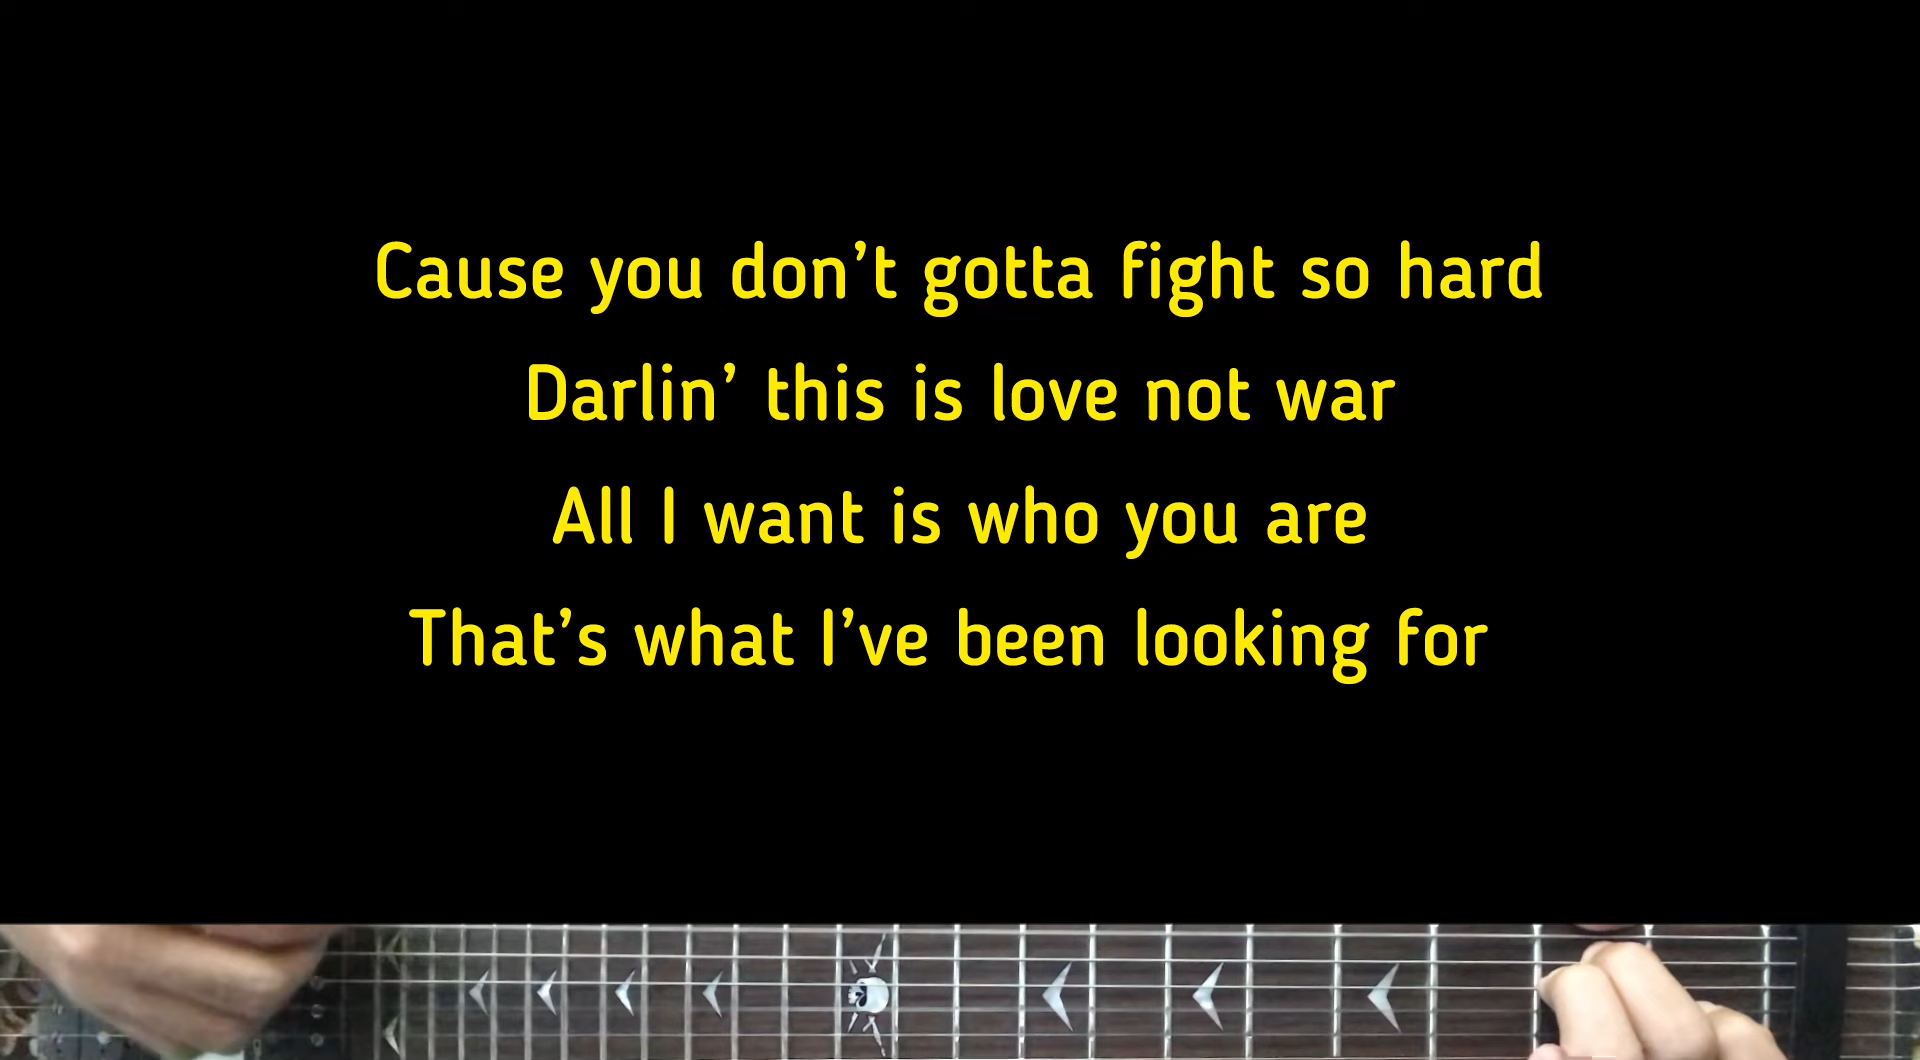 Cause you don’t gotta fight so hard
Darlin’ this is love not war
All I want is who you are
That’s what I’ve been looking for